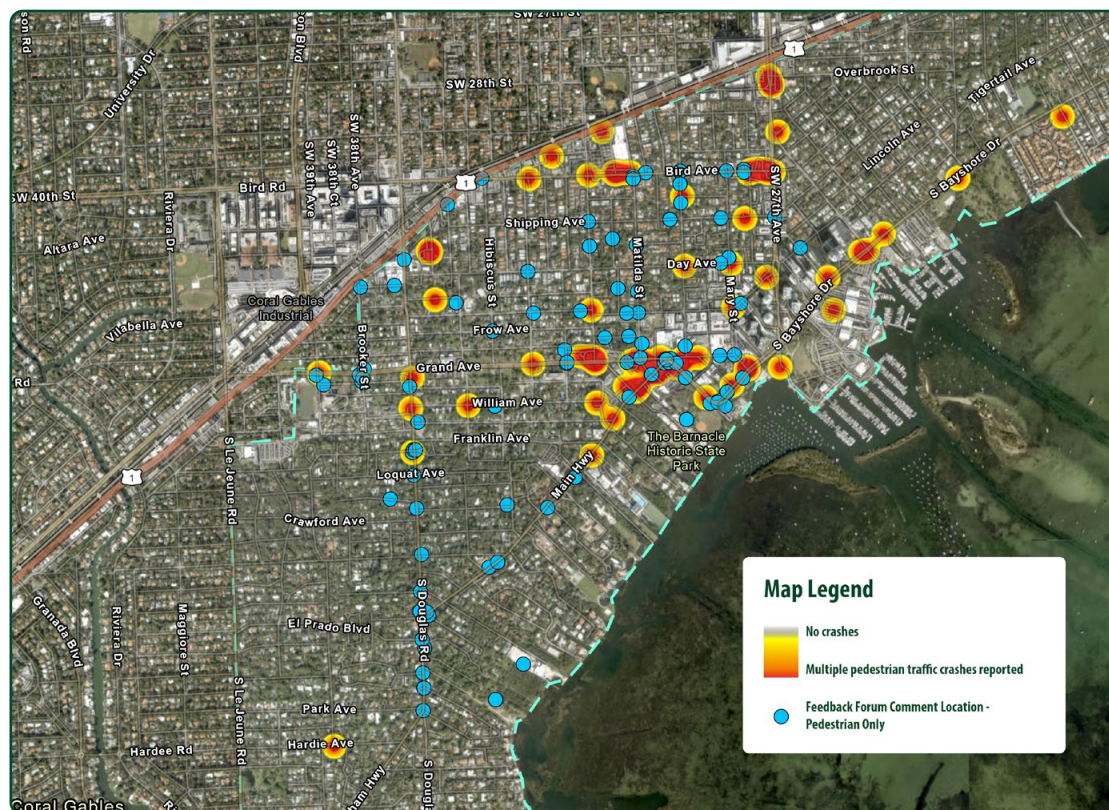 SW 27th St
University Dr
SW 28th St
1
Overbrook St
Tigertail Ave
Lincoln Ave
S Bayshore Dr
SW 38th Ave
SW 38th Ct
SW 39th Ave
SW 40th St
Bird Rd
1
Bird Ave
SW 27th Ave
Riviera Dr
Altara Ave
Shipping Ave
Hibiscus St
Matilda St
Day Ave
Mary St
Coral Gables
Industrial
Vilabella Ave
Brooker St
Frow Ave
S Bayshore Dr
Rd
Grand Ave
William Ave
Franklin Ave
The Barnacle
Historic State
Park
Loquat Ave
Main Hwy
1
S Le Jeune Rd
Crawford Ave
Granada Blvd
Riviera Dr
Maggiore St
El Prado Blvd
S Douglas Rd
S Le Jeune Rd
Park Ave
Hardee Rd
Hardie Ave
Coral Gables
Map Legend
No crashes
Multiple pedestrian traffic crashes reported
Feedback Forum Comment Location -
Pedestrian Only